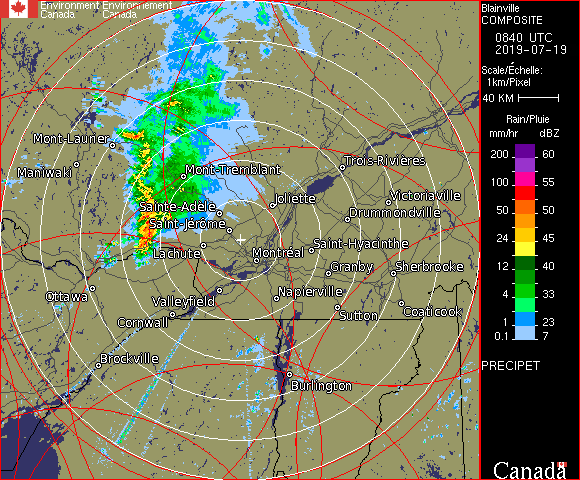 Environment Environnement
Canada Canada
Blainville
COMPOSITE
0840 UTC
2019-07-19
Scale/Échelle:
1km/Pixel
40 KM
Rain/Pluie
mm/hr dBZ
200 60
100 55
50 50
24 45
12 40
4 33
1 23
0.1 7
PRECIPET
Canada
Mont-Laurier
Maniwaki
Mont-Tremblant
Trois-Rivières
Sainte-Adèle
Joliette
Victoriaville
Drummondville
Saint-Jérôme
Lachute
Montréal
Saint-Hyacinthe
Granby
Sherbrooke
Ottawa
Valleyfield
Napierville
Cornwall
Sutton
Coaticook
Brockville
Burlington